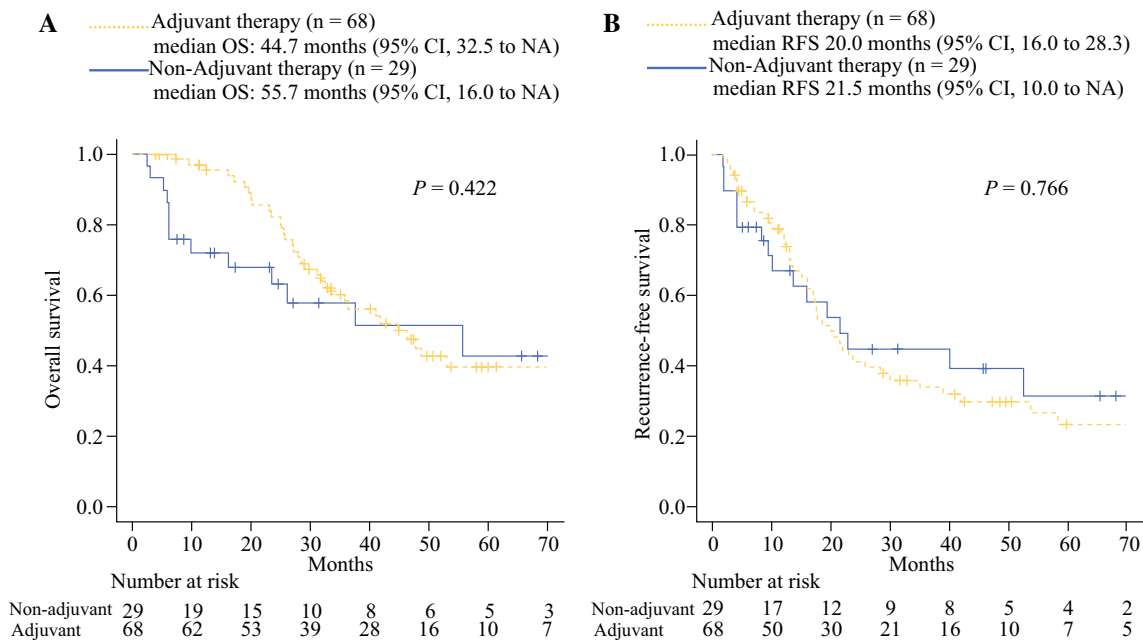 A
Adjuvant therapy (n = 68)
median OS: 44.7 months (95% CI, 32.5 to NA)
Non-Adjuvant therapy (n = 29)
median OS: 55.7 months (95% CI, 16.0 to NA)
1.0
0.8
0.6
0.4
0.2
0.0
Overall survival
P = 0.422
0 10 20 30 40 50 60 70
Months
Number at risk
Non-adjuvant 29 19 15 10 8 6 5 3
Adjuvant 68 62 53 39 28 16 10 7
B
Adjuvant therapy (n = 68)
median RFS 20.0 months (95% CI, 16.0 to 28.3)
Non-Adjuvant therapy (n = 29)
median RFS 21.5 months (95% CI, 10.0 to NA)
1.0
0.8
0.6
0.4
0.2
0.0
Recurrence-free survival
P = 0.766
0 10 20 30 40 50 60 70
Months
Number at risk
Non-adjuvant 29 17 12 9 8 5 4 2
Adjuvant 68 50 30 21 16 10 7 5